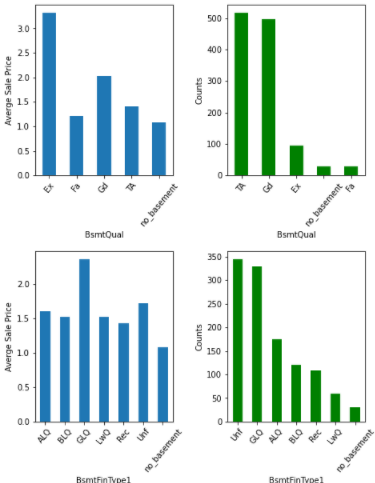 Averge Sale Price
3.0
2.5
2.0
1.5
1.0
0.5
0.0
Ex
Fa
Gd
TA
no_basement
BsmtQual
Counts
500
400
300
200
100
0
TA
Gd
Ex
no_basement
Fa
BsmtQual
Averge Sale Price
2.0
1.5
1.0
0.5
0.0
ALQ
BLQ
GLQ
LwQ
Rec
Unf
no_basement
BsmtFinType1
Counts
350
300
250
200
150
100
50
0
Unf
GLQ
ALQ
BLQ
Rec
LwQ
no_basement
BsmtFinType1